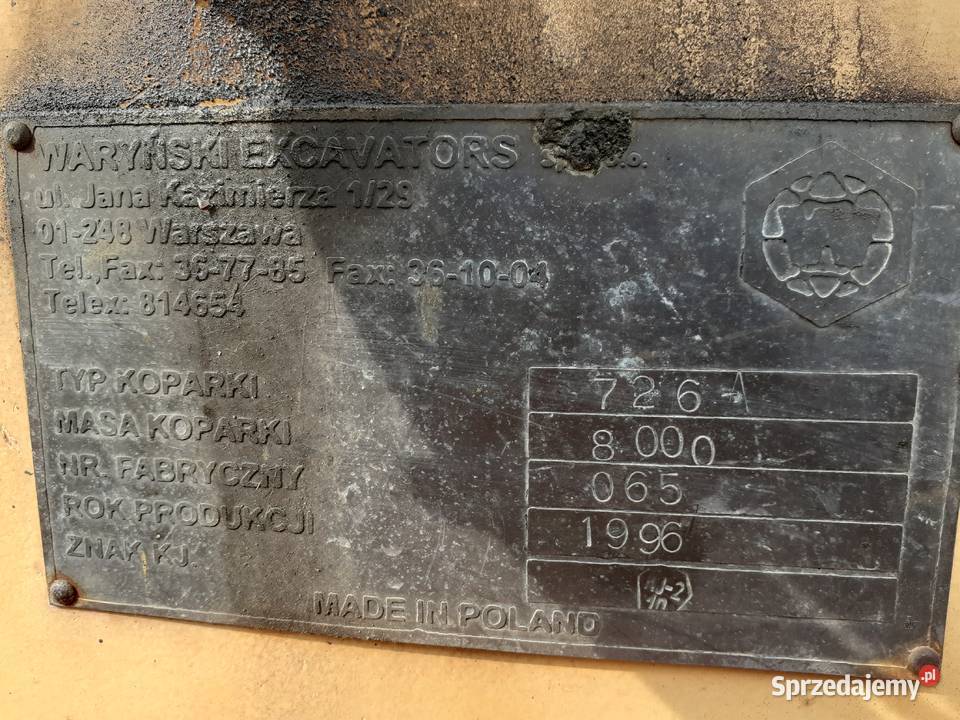 WARYŃSKI EXCAVATORS
ul. Jana Kazimierza 1/29
01-248 Warszawa
Tel.,Fax: 36-77-85 Fax: 36-10-04
Telex: 814654
TYP KOPARKI 726 A
MASA KOPARKI 8000
NR. FABRYCZNY 065
ROK PRODUKCJI 1996
ZNAK KJ.
MADE IN POLAND
Sprzedajemy.pl